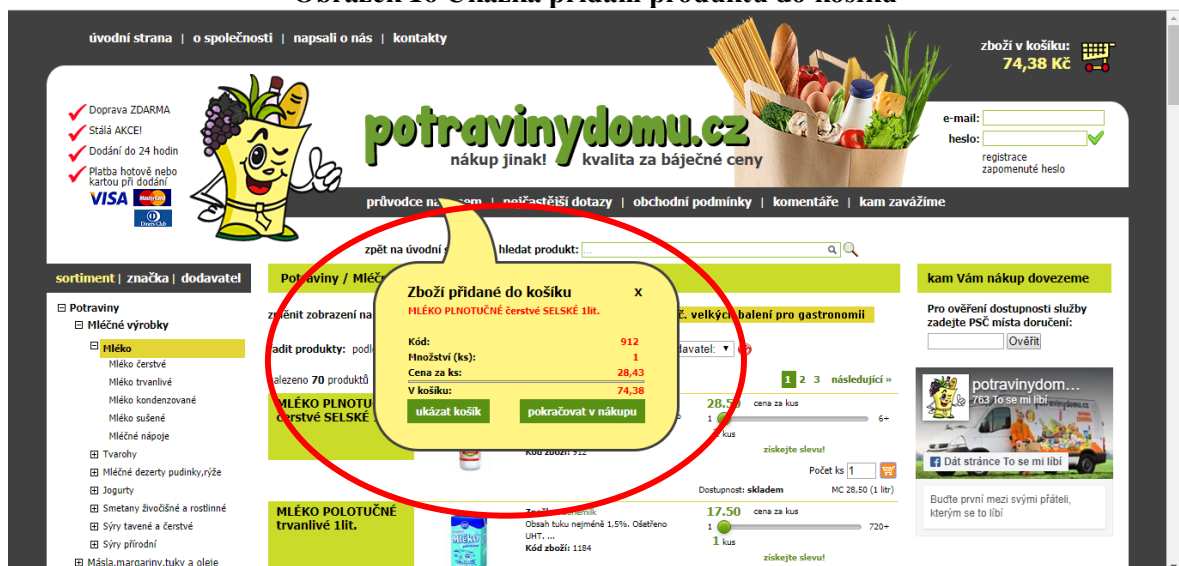 Obrázek 10 Ukázka přidání produktu do košíku
úvodní strana | o společnosti | napsali o nás | kontakty
zboží v košíku:
74,38 Kč
Doprava ZDARMA
Stálá AKCE!
Dodání do 24 hodin
Platba hotově nebo
kartou při dodání
VISA MasterCard
Diners Club
potravinydomu.cz
nákup jinak! kvalita za báječné ceny
e-mail:
heslo:
registrace
zapomenuté heslo
průvodce | nejčastější dotazy | obchodní podmínky | komentáře | kam zavážíme
zpět na úvodní hledat produkt: ...
sortiment | značka | dodavatel
Potraviny
Mléčné výrobky
Mléko
Mléko čerstvé
Mléko trvanlivé
Mléko kondenzované
Mléko sušené
Mléčné nápoje
Tvarohy
Mléčné dezerty pudinky,rýže
Jogurty
Smetany živočišné a rostlinné
Sýry tavené a čerstvé
Sýry přírodní
Másla,margariny,tuky a oleje
Potraviny /
změnit zobrazení na
velkých balení pro gastronomii
řadit produkty:
nalezeno 70 produktů
1 2 3 následující »
Zboží přidané do košíku x
MLÉKO PLNOTUČNÉ čerstvé SELSKÉ 1lit.
Kód: 912
Množství (ks): 1
Cena za ks: 28,43
V košíku: 74,38
ukázat košík pokračovat v nákupu
čerstvé SELSKÉ
Kód zboží: 912
28.50 cena za kus
1 6+
kus
získejte slevu!
Počet ks 1
Dostupnost: skladem MC 28,50 (1 litr)
MLÉKO POLOTUČNÉ
trvanlivé 1lit.
Mléko
Obsah tuku nejméně 1,5%. Ošetřeno
UHT. ...
Kód zboží: 1184
17.50 cena za kus
1 720+
1 kus
získejte slevu!
kam Vám nákup dovezeme
Pro ověření dostupnosti služby
zadejte PSČ místa doručení:
Ověřit
potravinydom...
763 To se mi líbí
potravinydomu.cz
Dát stránce To se mi líbí
Buďte první mezi svými přáteli,
kterým se to líbí